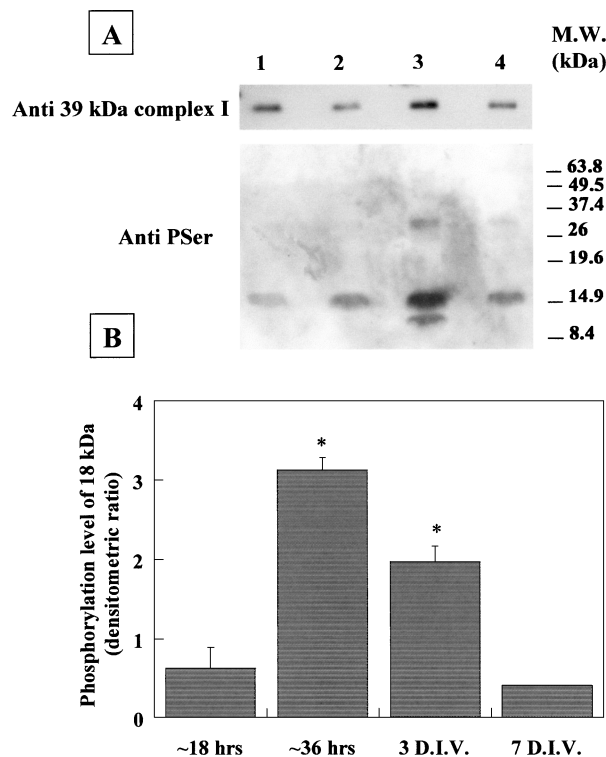 A
M.W.
(kDa)
1 2 3 4
Anti 39 kDa complex I
63.8
49.5
37.4
26
19.6
14.9
8.4
Anti PSer
B
Phosphorylation level of 18 kDa
(densitometric ratio)
4
3
2
1
0
*
*
~18 hrs ~36 hrs 3 D.I.V. 7 D.I.V.